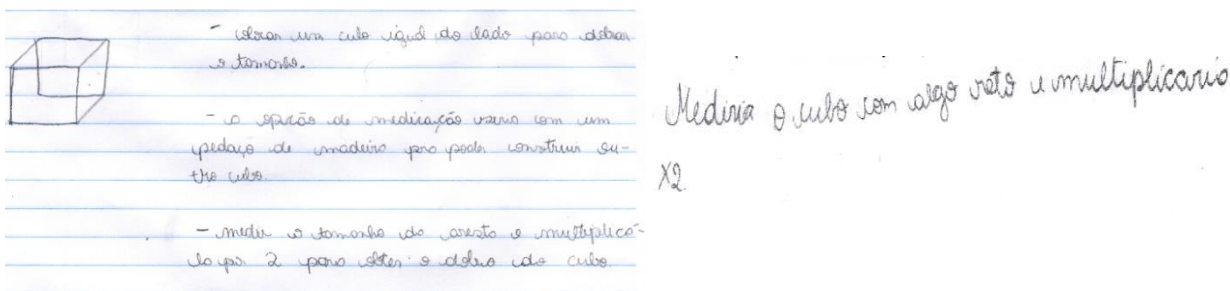 - colocar um cubo igual do lado para dobrar
o tamanho.
- a opção de medicação seria com um
pedaço de madeira pra poder construir ou-
tro cubo.
- medir o tamanho da aresta e multiplicá-
lo por 2 para obter o dobro do cubo.
Mediria o cubo com algo reto e multiplicaria
X2